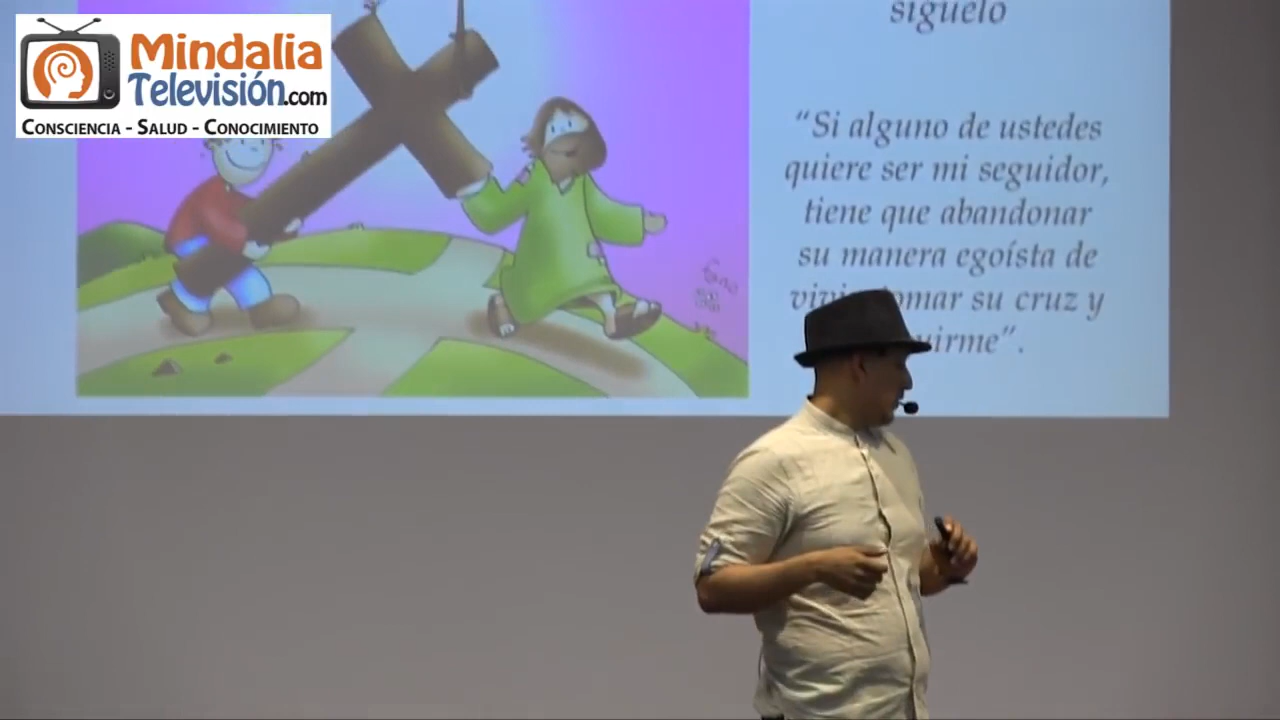 Mindalia
Televisión.com
CONSCIENCIA - SALUD - CONOCIMIENTO
síguelo
“Si alguno de ustedes
quiere ser mi seguidor,
tiene que abandonar
su manera egoísta de
tomar su cruz y
”.